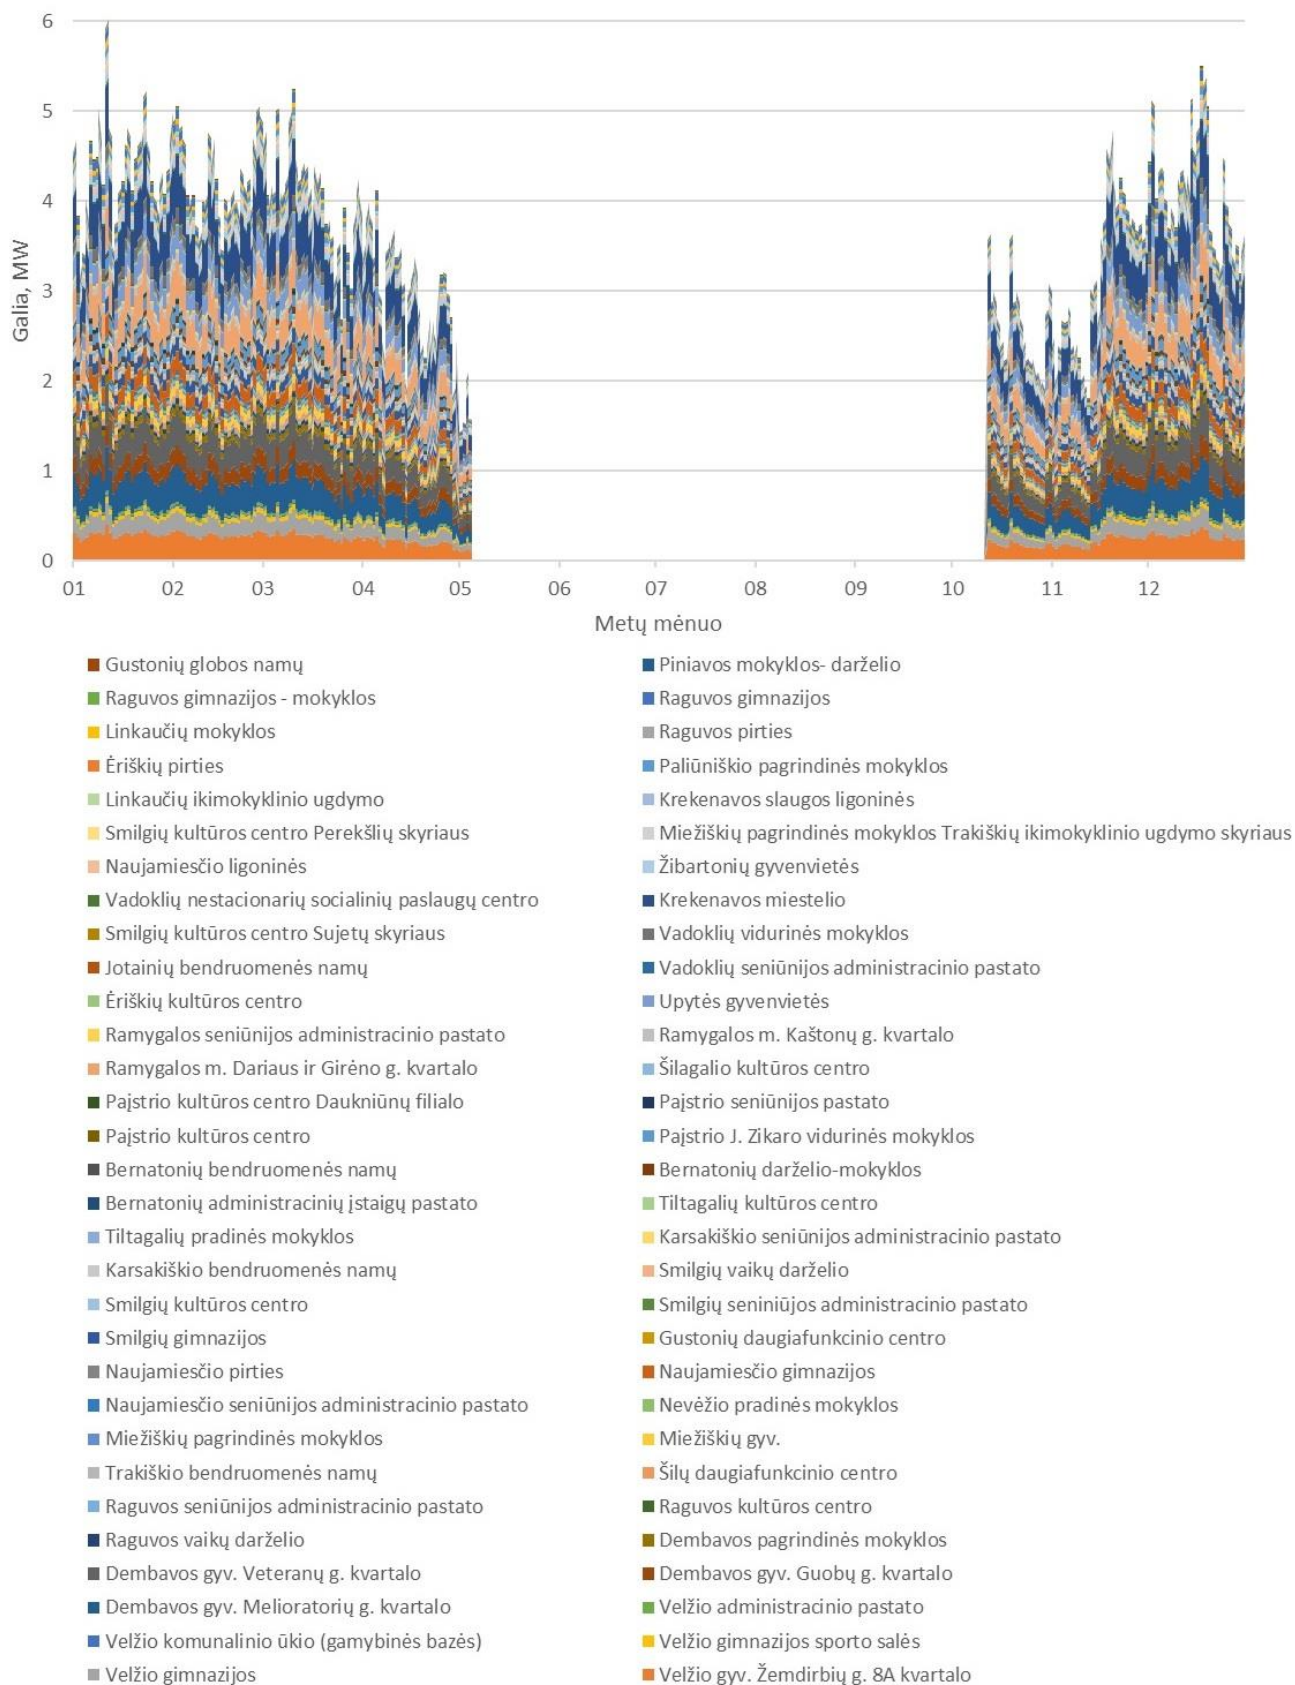 6
5
4
3
2
1
0
Galia, MW
01 02 03 04 05 06 07 08 09 10 11 12
Metų mėnuo
Gustonių globos namų
Piniavos mokyklos- darželio
Raguvos gimnazijos - mokyklos
Raguvos gimnazijos
Linkaučių mokyklos
Raguvos pirties
Ėriškių pirties
Paliūniškio pagrindinės mokyklos
Linkaučių ikimokyklinio ugdymo
Krekenavos slaugos ligoninės
Smilgių kultūros centro Perekšlių skyriaus
Miežiškių pagrindinės mokyklos Trakiškių ikimokyklinio ugdymo skyriaus
Naujamiesčio ligoninės
Žibartonių gyvenvietės
Vadoklių nestacionarių socialinių paslaugų centro
Krekenavos miestelio
Smilgių kultūros centro Sujetų skyriaus
Vadoklių vidurinės mokyklos
Jotainių bendruomenės namų
Vadoklių seniūnijos administracinio pastato
Ėriškių kultūros centro
Upytės gyvenvietės
Ramygalos seniūnijos administracinio pastato
Ramygalos m. Kaštonų g. kvartalo
Ramygalos m. Dariaus ir Girėno g. kvartalo
Šilagalio kultūros centro
Paįstrio kultūros centro Daukniūnų filialo
Paįstrio seniūnijos pastato
Paįstrio kultūros centro
Paįstrio J. Zikaro vidurinės mokyklos
Bernatonių bendruomenės namų
Bernatonių darželio-mokyklos
Bernatonių administracinių įstaigų pastato
Tiltagalių kultūros centro
Tiltagalių pradinės mokyklos
Karsakiškio seniūnijos administracinio pastato
Karsakiškio bendruomenės namų
Smilgių vaikų darželio
Smilgių kultūros centro
Smilgių seniniūjos administracinio pastato
Smilgių gimnazijos
Gustonių daugiafunkcinio centro
Naujamiesčio pirties
Naujamiesčio gimnazijos
Naujamiesčio seniūnijos administracinio pastato
Nevėžio pradinės mokyklos
Miežiškių pagrindinės mokyklos
Miežiškių gyv.
Trakiškio bendruomenės namų
Šilų daugiafunkcinio centro
Raguvos seniūnijos administracinio pastato
Raguvos kultūros centro
Raguvos vaikų darželio
Dembavos pagrindinės mokyklos
Dembavos gyv. Veteranų g. kvartalo
Dembavos gyv. Guobų g. kvartalo
Dembavos gyv. Melioratorių g. kvartalo
Velžio administracinio pastato
Velžio komunalinio ūkio (gamybinės bazės)
Velžio gimnazijos sporto salės
Velžio gimnazijos
Velžio gyv. Žemdirbių g. 8A kvartalo